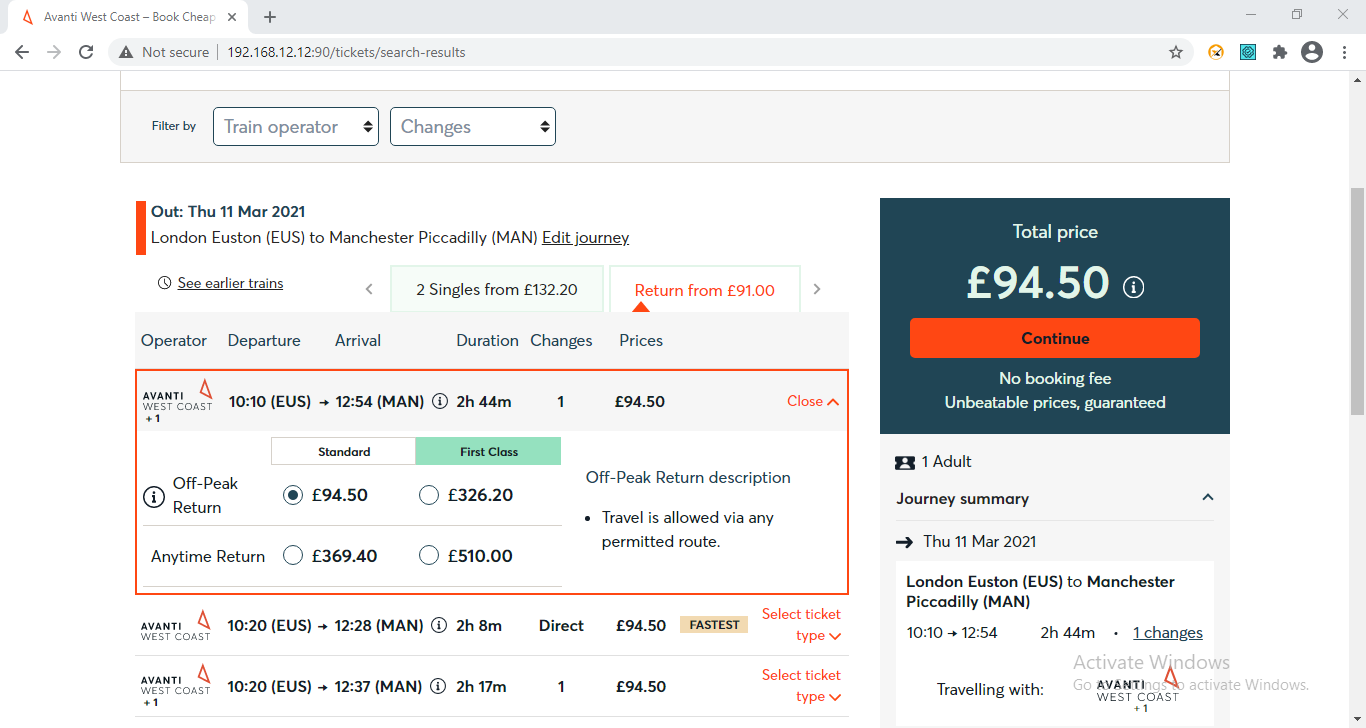 Avanti West Coast – Book Cheap
Not secure
192.168.12.12:90/tickets/search-results
Filter by
Train operator
Changes
Out: Thu 11 Mar 2021
London Euston (EUS) to Manchester Piccadilly (MAN) Edit journey
See earlier trains
2 Singles from £132.20
Return from £91.00
Operator Departure Arrival Duration Changes Prices
AVANTI
WEST COAST
+ 1
10:10 (EUS) → 12:54 (MAN) 2h 44m 1 £94.50 Close
Standard First Class
Off-Peak
Return
£94.50 £326.20
Anytime Return £369.40 £510.00
Off-Peak Return description
• Travel is allowed via any
permitted route.
AVANTI
WEST COAST
10:20 (EUS) → 12:28 (MAN) 2h 8m Direct £94.50 FASTEST
Select ticket
type
AVANTI
WEST COAST
+ 1
10:20 (EUS) → 12:37 (MAN) 2h 17m 1 £94.50
Select ticket
type
Total price
£94.50
Continue
No booking fee
Unbeatable prices, guaranteed
1 Adult
Journey summary
→ Thu 11 Mar 2021
London Euston (EUS) to Manchester
Piccadilly (MAN)
10:10 → 12:54 2h 44m • 1 changes
Travelling with:
AVANTI
WEST COAST
+ 1
Activate Windows
Go to Settings to activate Windows.